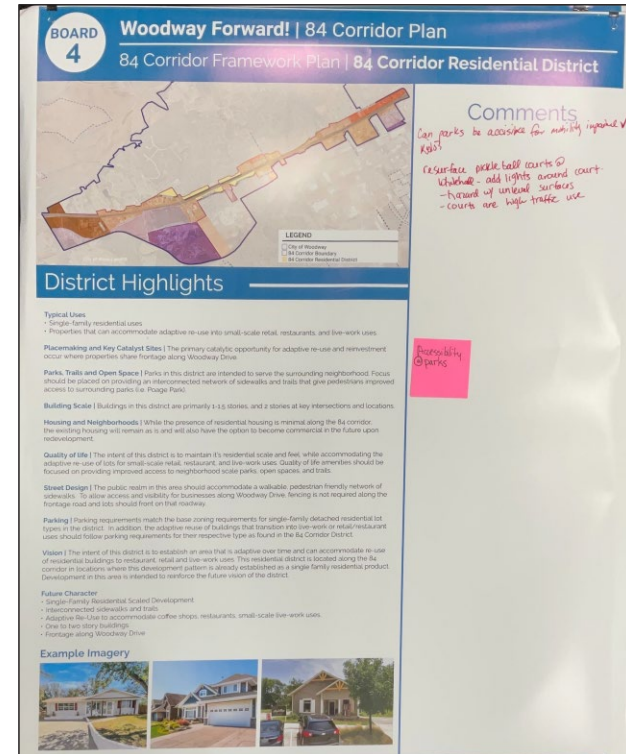 BOARD
4
Woodway Forward! | 84 Corridor Plan
84 Corridor Framework Plan | 84 Corridor Residential District
Comments
Can parks be accisible for mobility impaired
kids?
resurface pickleball courts @
- add lights around court
- hazard w/ unlevel surfaces
- courts are high traffic use
LEGEND
City of Woodway
84 Corridor Boundary
84 Corridor Residential District
District Highlights
Typical Uses
• Single-family residential uses
• Properties that can accommodate adaptive re-use into small-scale retail, restaurants, and live-work uses.
Placemaking and Key Catalyst Sites | The primary catalytic opportunity for adaptive re-use and reinvestment
occur where properties share frontage along Woodway Drive.
Parks, Trails and Open Space | Parks in this district are intended to serve the surrounding neighborhood. Focus
should be placed on providing an interconnected network of sidewalks and trails that give pedestrians improved
access to surrounding parks (i.e. Poage Park).
Building Scale | Buildings in this district are primarily 1-1.5 stories, and 2 stories at key intersections and locations.
Housing and Neighborhoods | While the presence of residential housing is minimal along the 84 corridor,
the existing housing will remain as is and will also have the option to become commercial in the future upon
redevelopment.
Quality of life | The intent of this district is to maintain it's residential scale and feel, while accommodating the
adaptive re-use of lots for small-scale retail, restaurant, and live-work uses. Quality of life amenities should be
focused on providing improved access to neighborhood scale parks, open spaces, and trails.
Street Design | The public realm in this area should accommodate a walkable, pedestrian friendly network of
sidewalks. To allow access and visibility for businesses along Woodway Drive, fencing is not required along the
frontage road and lots should front on that roadway.
Parking | Parking requirements match the base zoning requirements for single-family detached residential lot
types in the district. In addition, the adaptive reuse of buildings that transition into live-work or retail/restaurant
uses should follow parking requirements for their respective type as found in the 84 Corridor District.
Vision | The intent of this district is to establish an area that is adaptive over time and can accommodate re-use
of residential buildings to restaurant, retail and live-work uses. This residential district is located along the 84
corridor in locations where this development pattern is already established as a single family residential product.
Development in this area is intended to reinforce the future vision of the district.
Future Character
• Single-Family Residential Scaled Development
• Interconnected sidewalks and trails
• Adaptive Re-Use to accommodate coffee shops, restaurants, small-scale live-work uses.
• One to two story buildings
• Frontage along Woodway Drive
Accessibility
@parks
Example Imagery